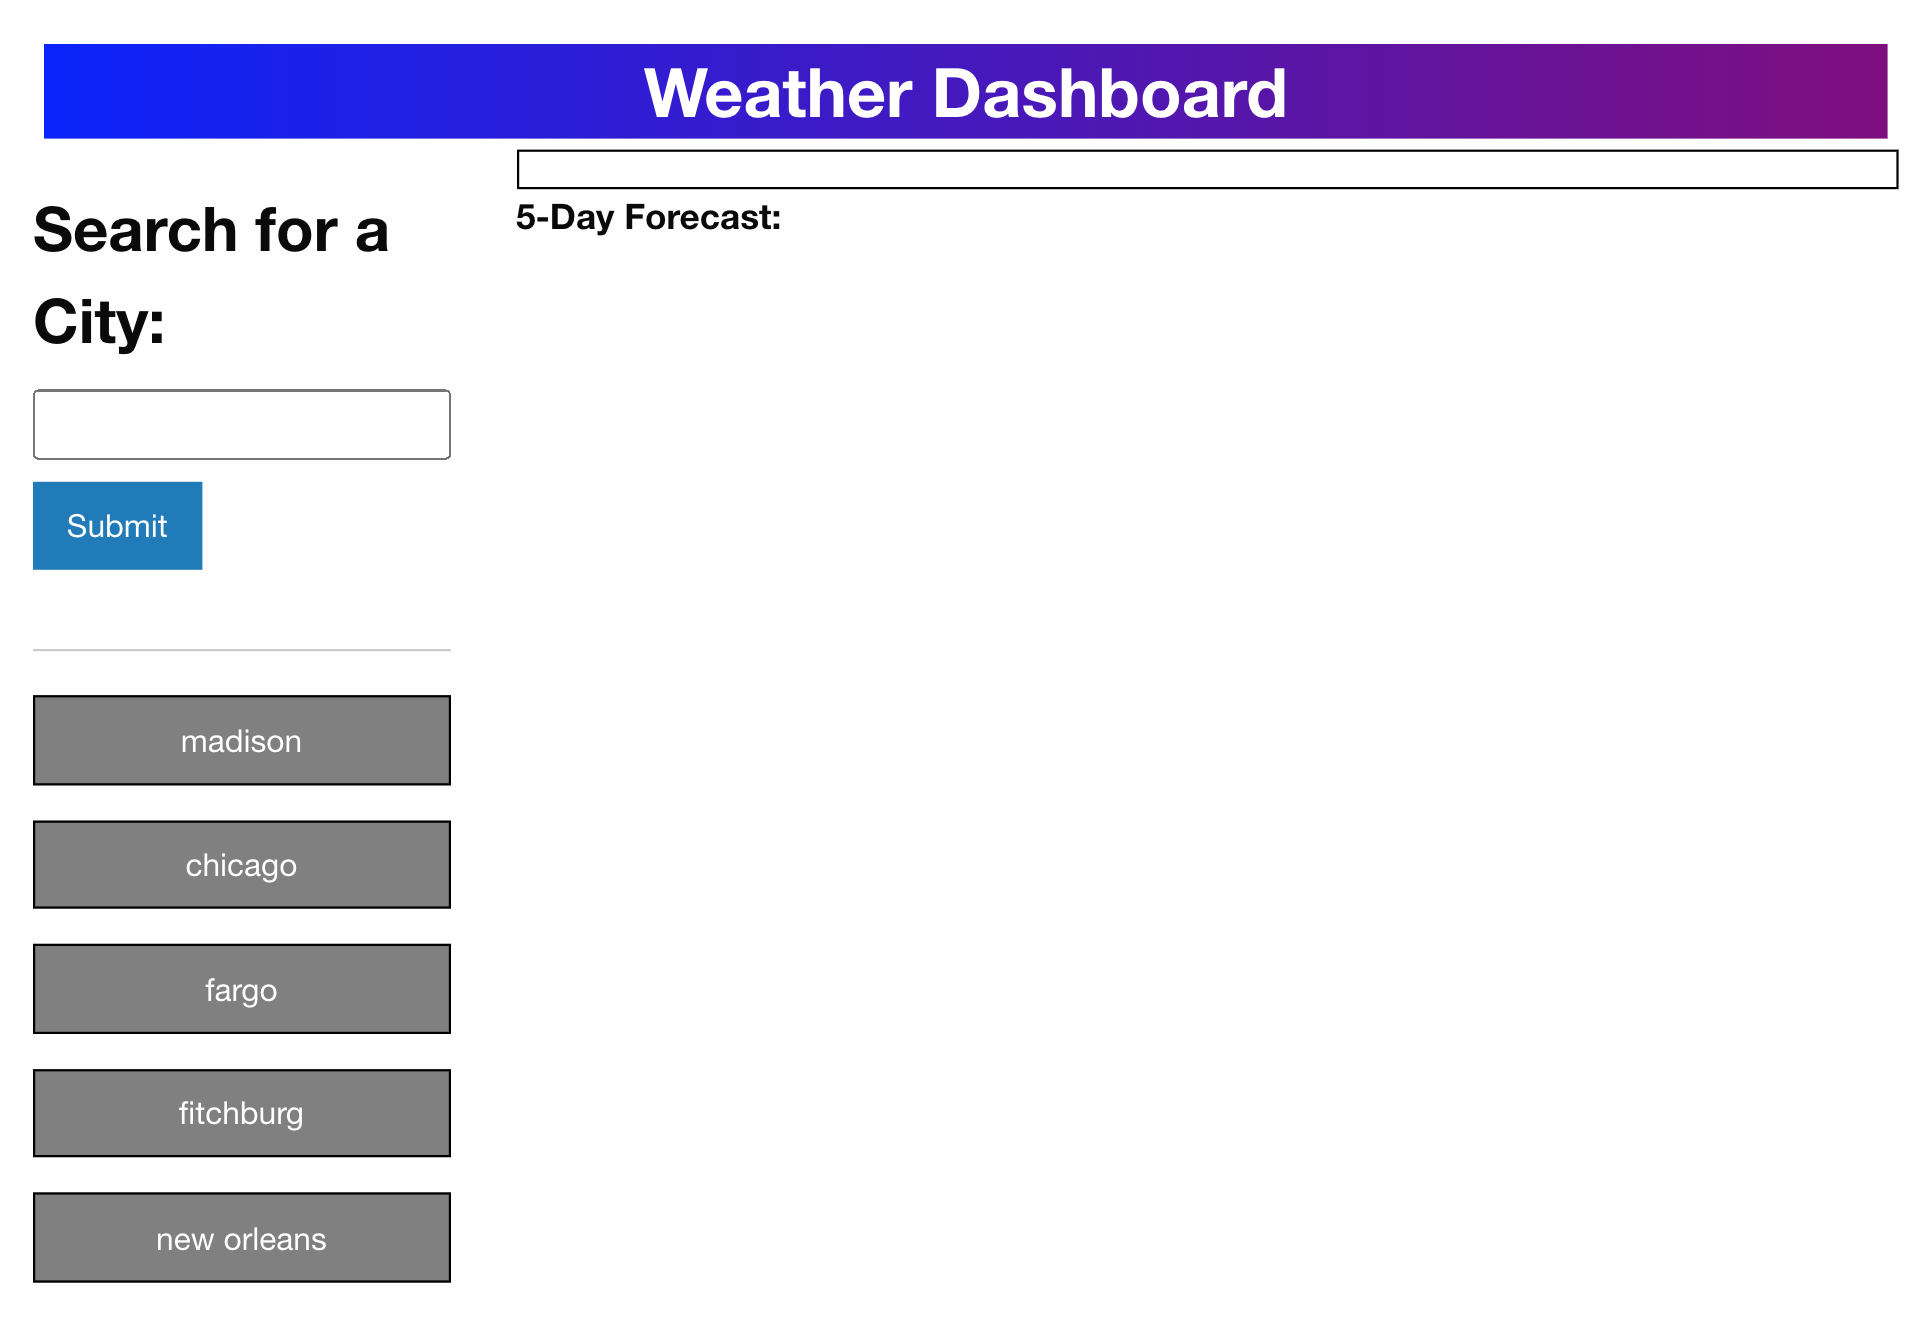 Weather Dashboard
Search for a
City:
Submit
madison
chicago
fargo
fitchburg
new orleans
5-Day Forecast: